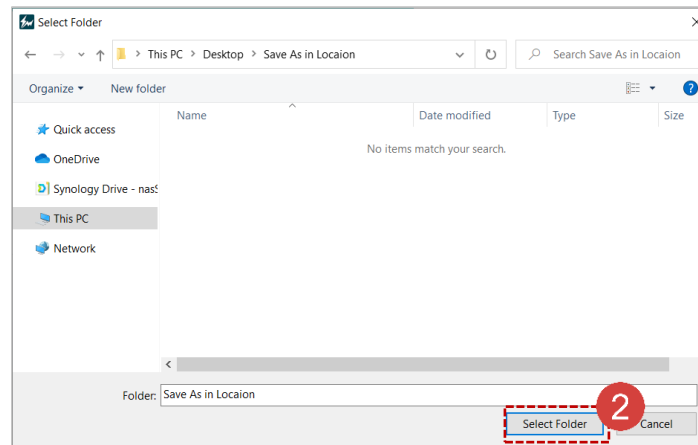 Select Folder
This PC > Desktop > Save As in Locaion
Search Save As in Locaion
Organize
New folder
?
Name
Date modified
Type
Size
Quick access
OneDrive
Synology Drive - nasS
This PC
Network
No items match your search.
Folder:
Save As in Locaion
Select Folder
2
Cancel